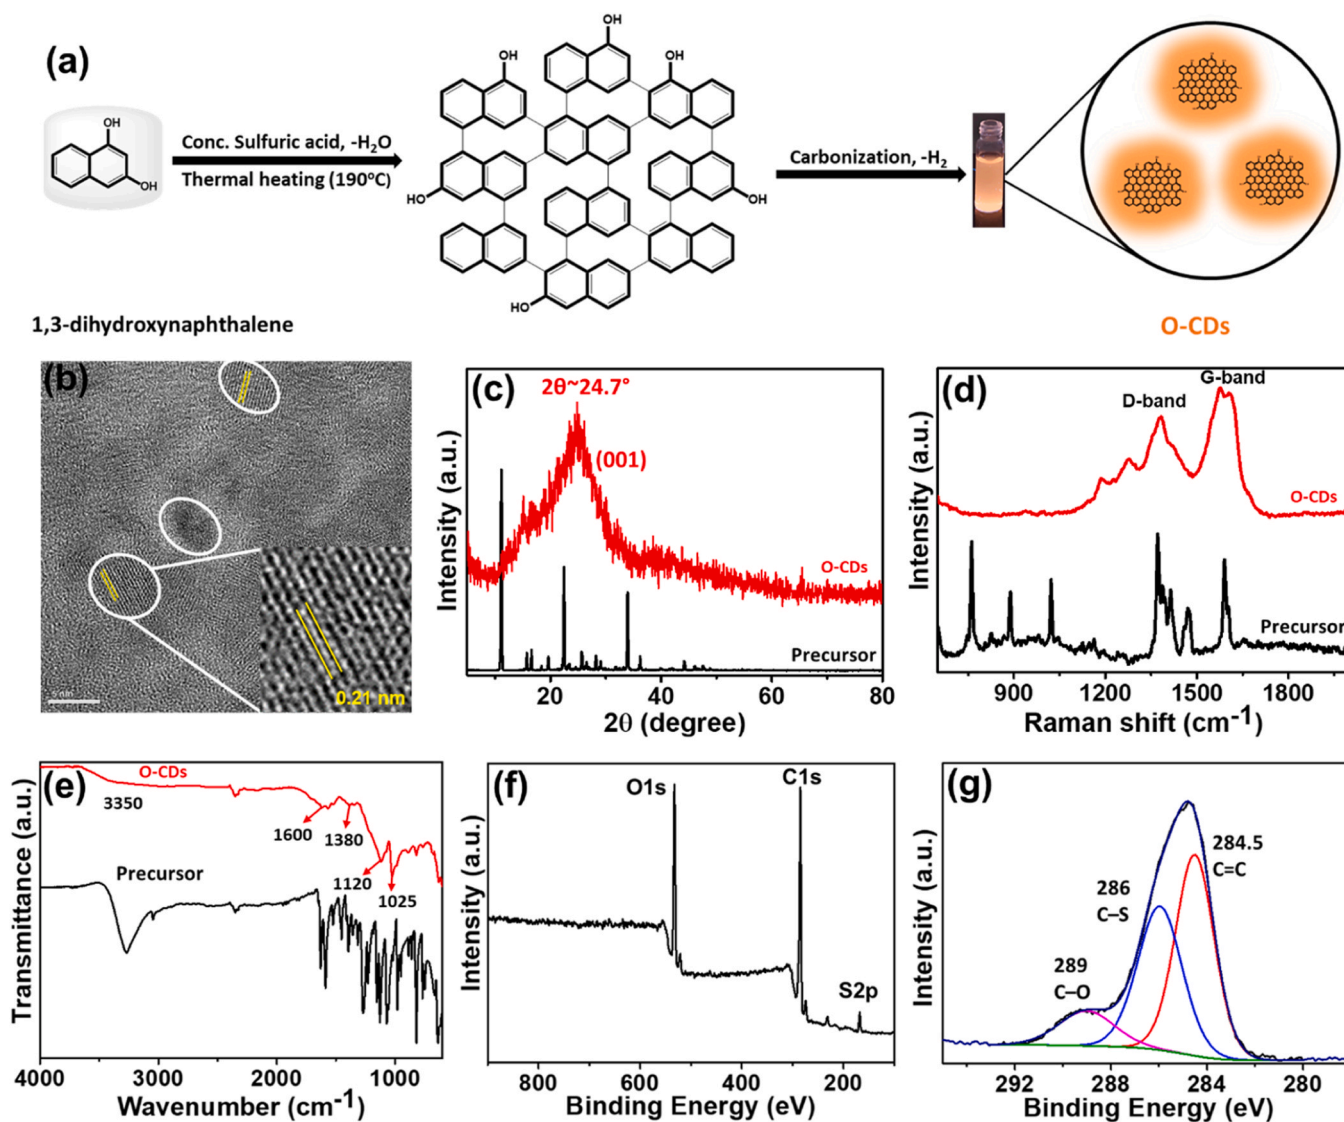 (a)
OH
OH
Conc. Sulfuric acid, -H₂O
Thermal heating (190°C)
OH
OH
OH
HO
OH
HO
Carbonization, -H₂
1,3-dihydroxynaphthalene
O-CDs
(b)
0.21 nm
5 nm
(c)
2θ~24.7°
(001)
O-CDs
Precursor
Intensity (a.u.)
20 40 60 80
2θ (degree)
(d)
G-band
D-band
O-CDs
Precursor
Intensity (a.u.)
900 1200 1500 1800
Raman shift (cm⁻¹)
(e)
O-CDs
3350
1600
1380
Precursor
1120
1025
Transmittance (a.u.)
4000 3000 2000 1000
Wavenumber (cm⁻¹)
(f)
O1s
C1s
S2p
Intensity (a.u.)
800 600 400 200
Binding Energy (eV)
(g)
284.5
C=C
286
C–S
289
C–O
Intensity (a.u.)
292 288 284 280
Binding Energy (eV)